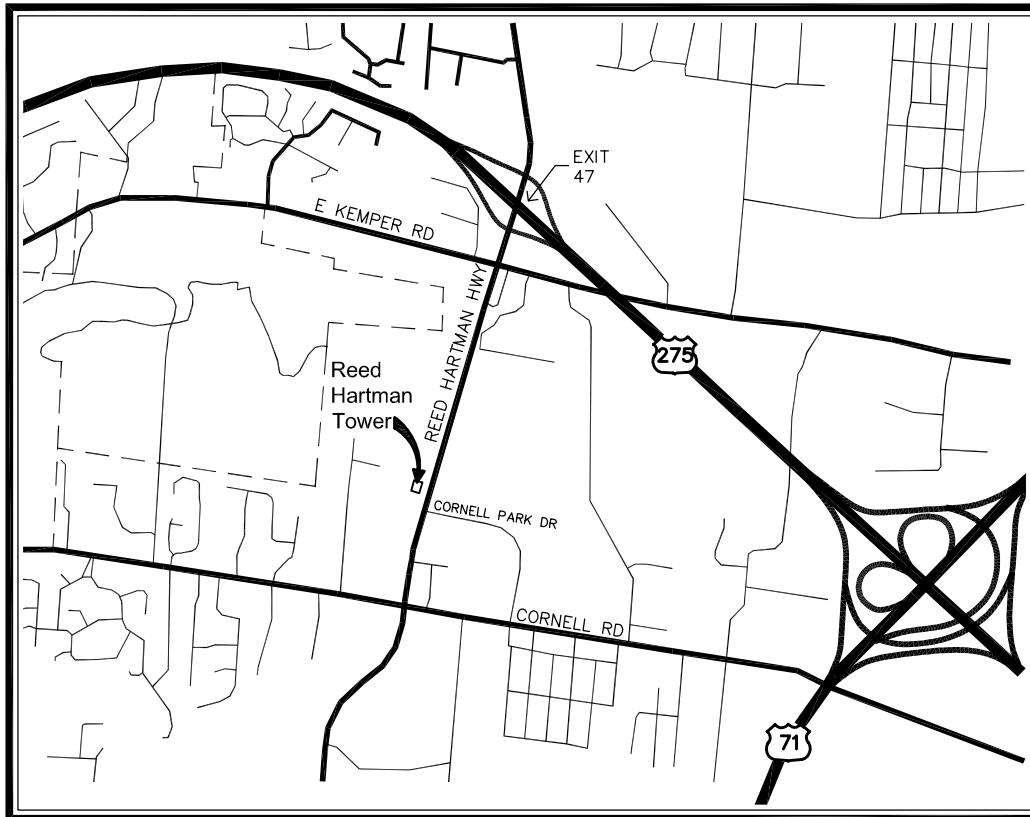 EXIT
47
E KEMPER RD
REED HARTMAN HWY
275
Reed
Hartman
Tower
CORNELL PARK DR
CORNELL RD
71